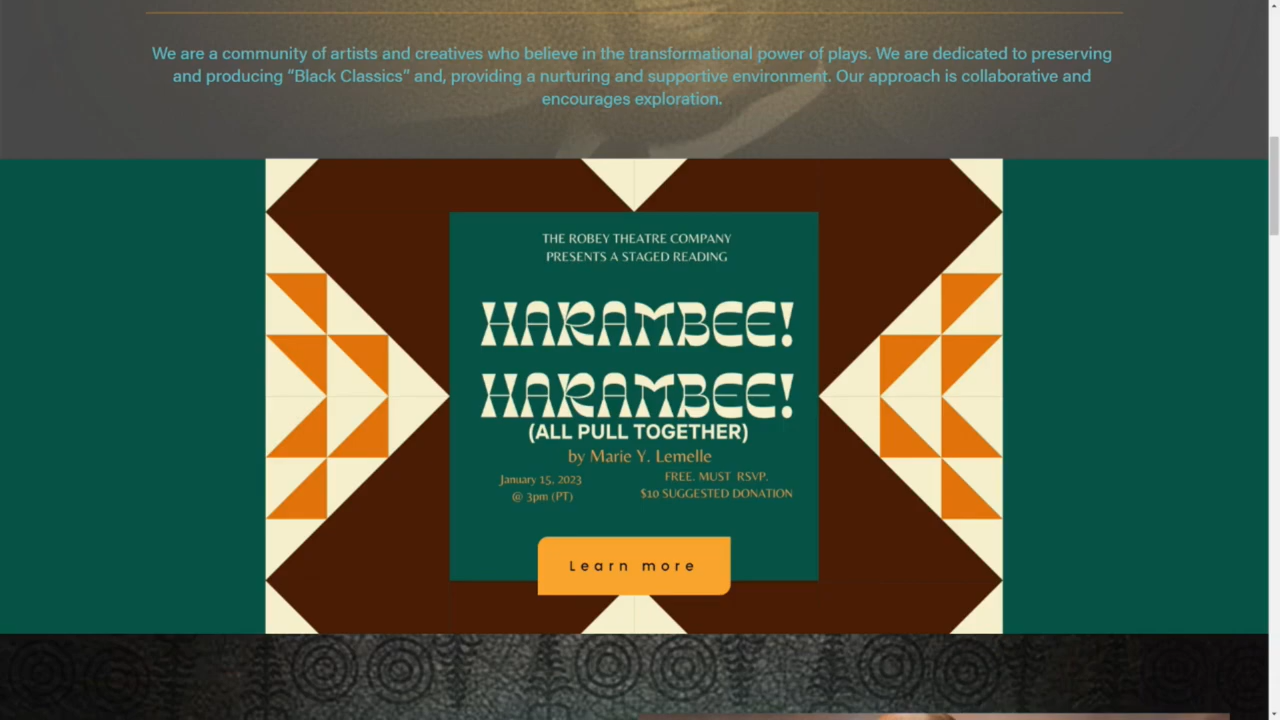 We are a community of artists and creatives who believe in the transformational power of plays. We are dedicated to preserving
and producing “Black Classics” and, providing a nurturing and supportive environment. Our approach is collaborative and
encourages exploration.
THE ROBEY THEATRE COMPANY
PRESENTS A STAGED READING
HARAMBEE!
HARAMBEE!
(ALL PULL TOGETHER)
by Marie Y. Lemelle
January 15, 2023
@ 3pm (PT)
FREE. MUST RSVP.
$10 SUGGESTED DONATION
Learn more